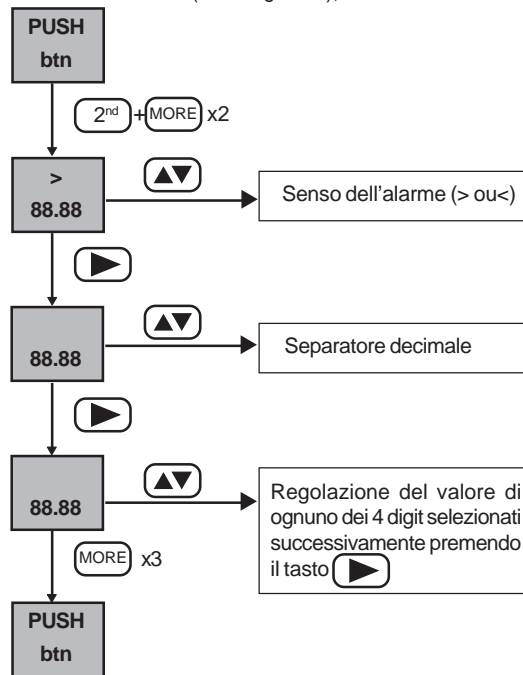 PUSH
btn
2nd + MORE x2
>
88.88
Senso dell'alarme (> ou<)
88.88
Separatore decimale
88.88
Regolazione del valore di
ognuno dei 4 digit selezionati
successivamente premendo
il tasto
MORE x3
PUSH
btn